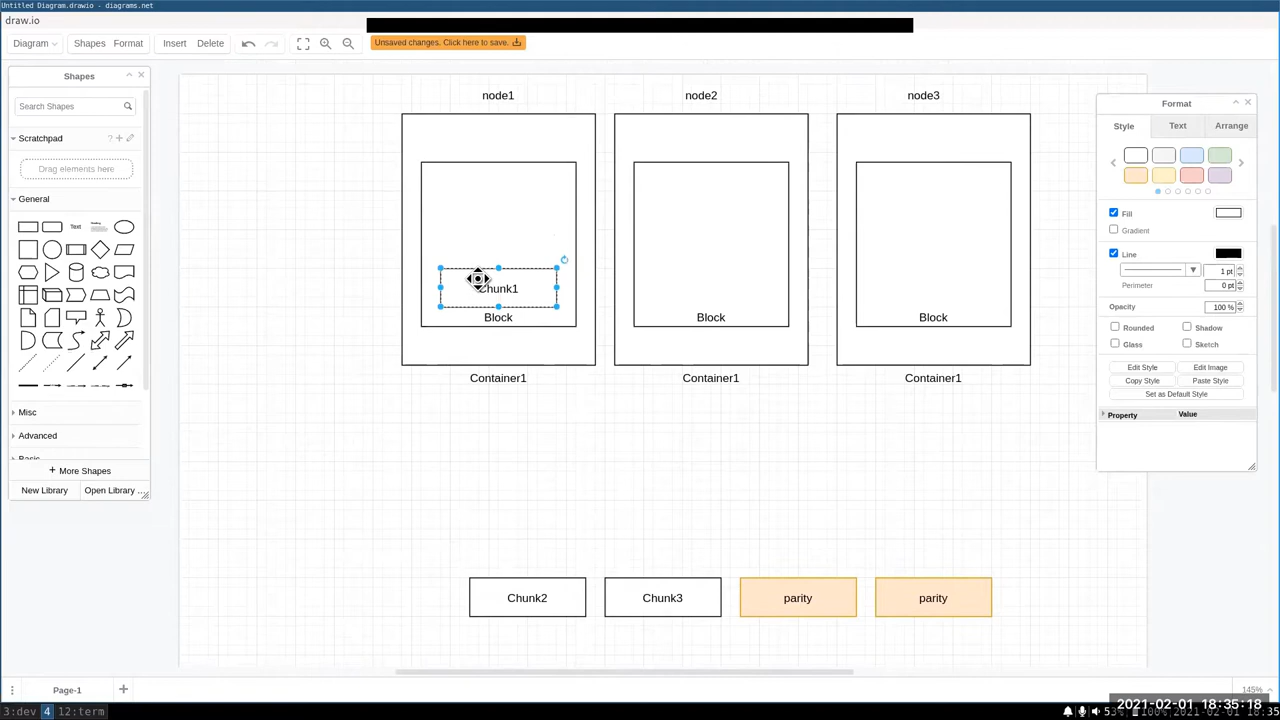 Untitled Diagram.drawio - diagrams.net
draw.io
Diagram Shapes Format Insert Delete Unsaved changes. Click here to save.
Shapes
Search Shapes
Scratchpad ?
Drag elements here
General
Text
Misc
Advanced
More Shapes
New Library Open Library ...
node1 node2 node3
Chunk1
Block Block Block
Container1 Container1 Container1
Chunk2 Chunk3 parity parity
Format
Style Text Arrange
Fill
Gradient
Line
1 pt
Perimeter 0 pt
Opacity 100 %
Rounded Shadow
Glass Sketch
Edit Style Edit Image
Copy Style Paste Style
Set as Default Style
Property Value
Page-1 145%
2021-02-01 18:35:18
3:dev 4 12:term